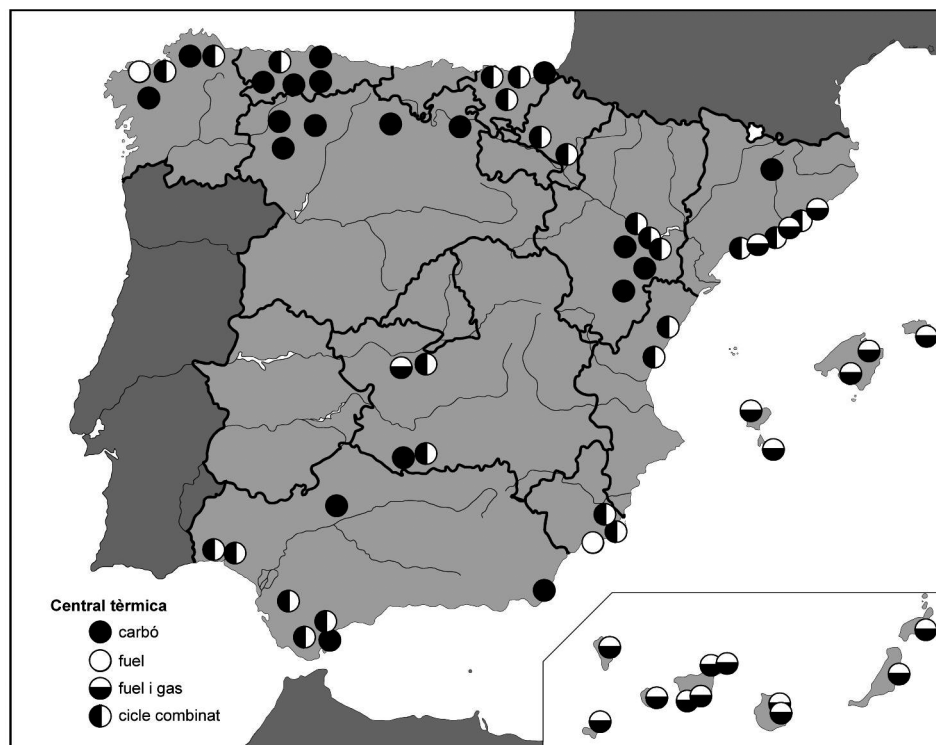 Central tèrmica
carbó
fuel
fuel i gas
cicle combinat